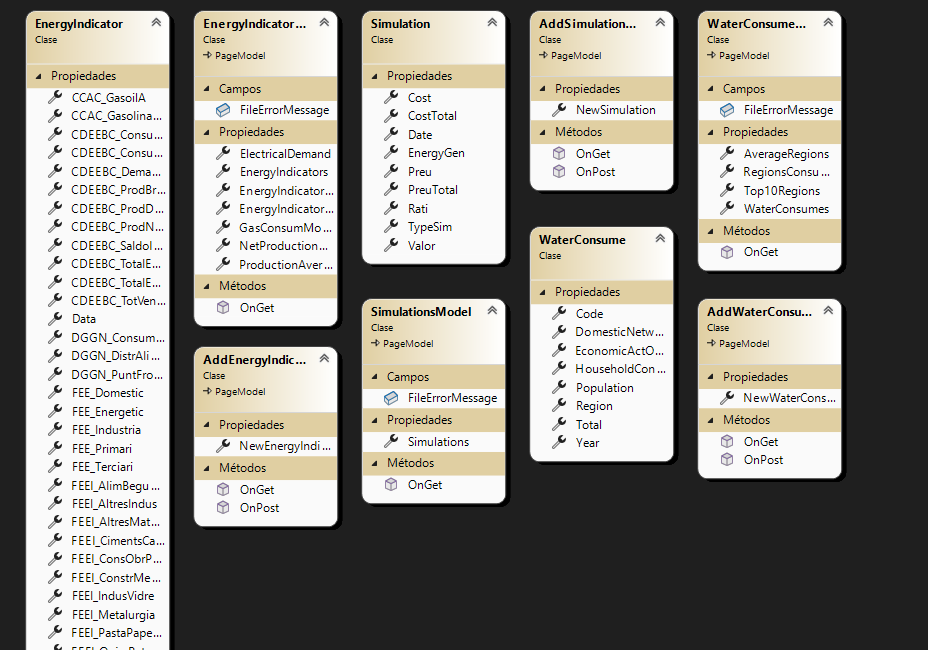 EnergyIndicator
Clase
Propiedades
CCAC_GasoilA
CCAC_Gasolina...
CDEEBC_Consu...
CDEEBC_Consu...
CDEEBC_Dema...
CDEEBC_ProdBr...
CDEEBC_ProdD...
CDEEBC_ProdN...
CDEEBC_Saldol...
CDEEBC_TotalE...
CDEEBC_TotalE...
CDEEBC_TotVen...
Data
DGGN_Consum...
DGGN_DistrAli...
DGGN_PuntFro...
FEE_Domestic
FEE_Energetic
FEE_Industria
FEE_Primari
FEE_Terciari
FEEI_AlimBegu...
FEEI_AltresIndus
FEEI_AltresMat...
FEEI_CimentsCa...
FEEI_ConsObrP...
FEEI_ConstrMe...
FEEI_IndusVidre
FEEI_Metalurgia
FEEI_PastaPape...
EnergyIndicator...
Clase
PageModel
Campos
FileErrorMessage
Propiedades
ElectricalDemand
EnergyIndicators
EnergyIndicator...
EnergyIndicator...
GasConsumMo...
NetProduction...
ProductionAver...
Métodos
OnGet
AddEnergyIndic...
Clase
PageModel
Propiedades
NewEnergyIndi...
Métodos
OnGet
OnPost
Simulation
Clase
Propiedades
Cost
CostTotal
Date
EnergyGen
Preu
PreuTotal
Rati
TypeSim
Valor
SimulationsModel
Clase
PageModel
Campos
FileErrorMessage
Propiedades
Simulations
Métodos
OnGet
AddSimulation...
Clase
PageModel
Propiedades
NewSimulation
Métodos
OnGet
OnPost
WaterConsume
Clase
Propiedades
Code
DomesticNetw...
EconomicActO...
HouseholdCon...
Population
Region
Total
Year
WaterConsume...
Clase
PageModel
Campos
FileErrorMessage
Propiedades
AverageRegions
RegionsConsu...
Top10Regions
WaterConsumes
Métodos
OnGet
AddWaterConsu...
Clase
PageModel
Propiedades
NewWaterCons...
Métodos
OnGet
OnPost